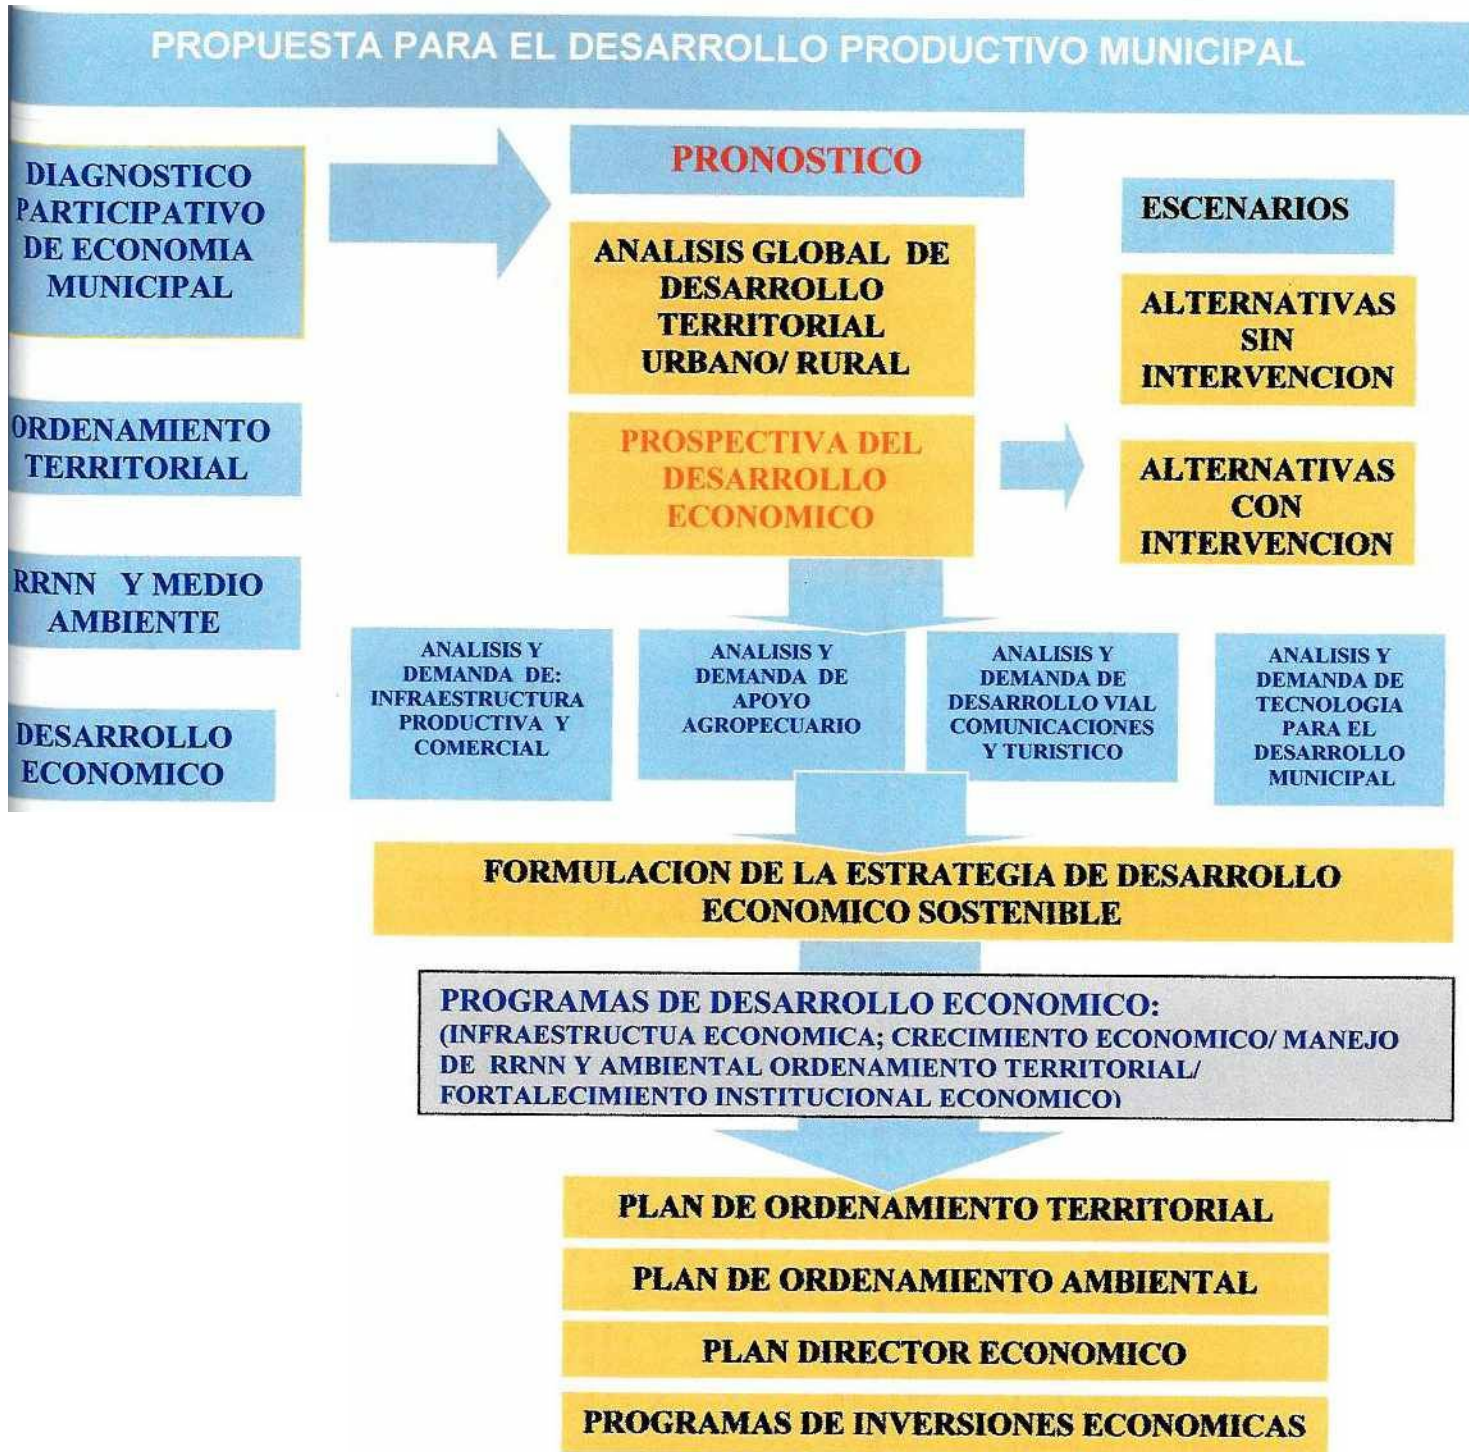 PROPUESTA PARA EL DESARROLLO PRODUCTIVO MUNICIPAL
DIAGNOSTICO
PARTICIPATIVO
DE ECONOMIA
MUNICIPAL
ORDENAMIENTO
TERRITORIAL
RRNN Y MEDIO
AMBIENTE
DESARROLLO
ECONOMICO
PRONOSTICO
ANALISIS GLOBAL DE
DESARROLLO
TERRITORIAL
URBANO/ RURAL
PROSPECTIVA DEL
DESARROLLO
ECONOMICO
ESCENARIOS
ALTERNATIVAS
SIN
INTERVENCION
ALTERNATIVAS
CON
INTERVENCION
ANALISIS Y
DEMANDA DE:
INFRAESTRUCTURA
PRODUCTIVA Y
COMERCIAL
ANALISIS Y
DEMANDA DE
APOYO
AGROPECUARIO
ANALISIS Y
DEMANDA DE
DESARROLLO VIAL
COMUNICACIONES
Y TURISTICO
ANALISIS Y
DEMANDA DE
TECNOLOGIA
PARA EL
DESARROLLO
MUNICIPAL
FORMULACION DE LA ESTRATEGIA DE DESARROLLO
ECONOMICO SOSTENIBLE
PROGRAMAS DE DESARROLLO ECONOMICO:
(INFRAESTRUCTUA ECONOMICA; CRECIMIENTO ECONOMICO/ MANEJO
DE RRNN Y AMBIENTAL ORDENAMIENTO TERRITORIAL/
FORTALECIMIENTO INSTITUCIONAL ECONOMICO)
PLAN DE ORDENAMIENTO TERRITORIAL
PLAN DE ORDENAMIENTO AMBIENTAL
PLAN DIRECTOR ECONOMICO
PROGRAMAS DE INVERSIONES ECONOMICAS